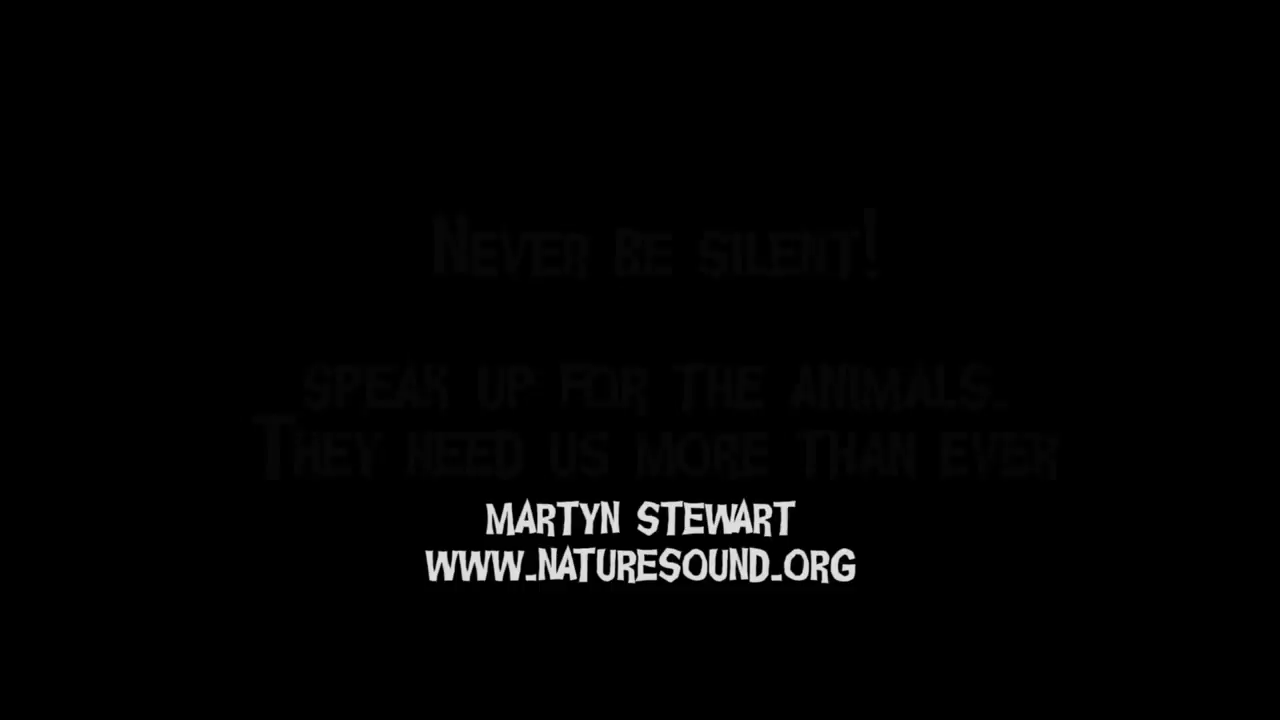 Never be silent!
speak up for the animals.
They need us more than ever
MARTYN STEWART
WWW.NATURESOUND.ORG